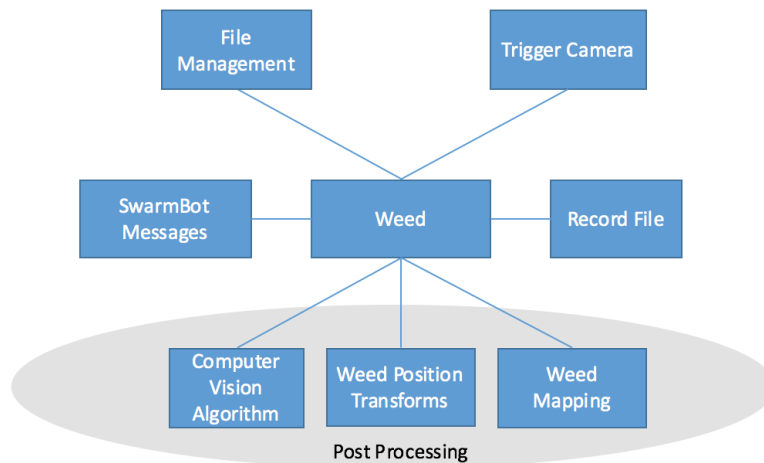 File
Management
Trigger Camera
SwarmBot
Messages
Weed
Record File
Computer
Vision
Algorithm
Weed Position
Transforms
Weed
Mapping
Post Processing